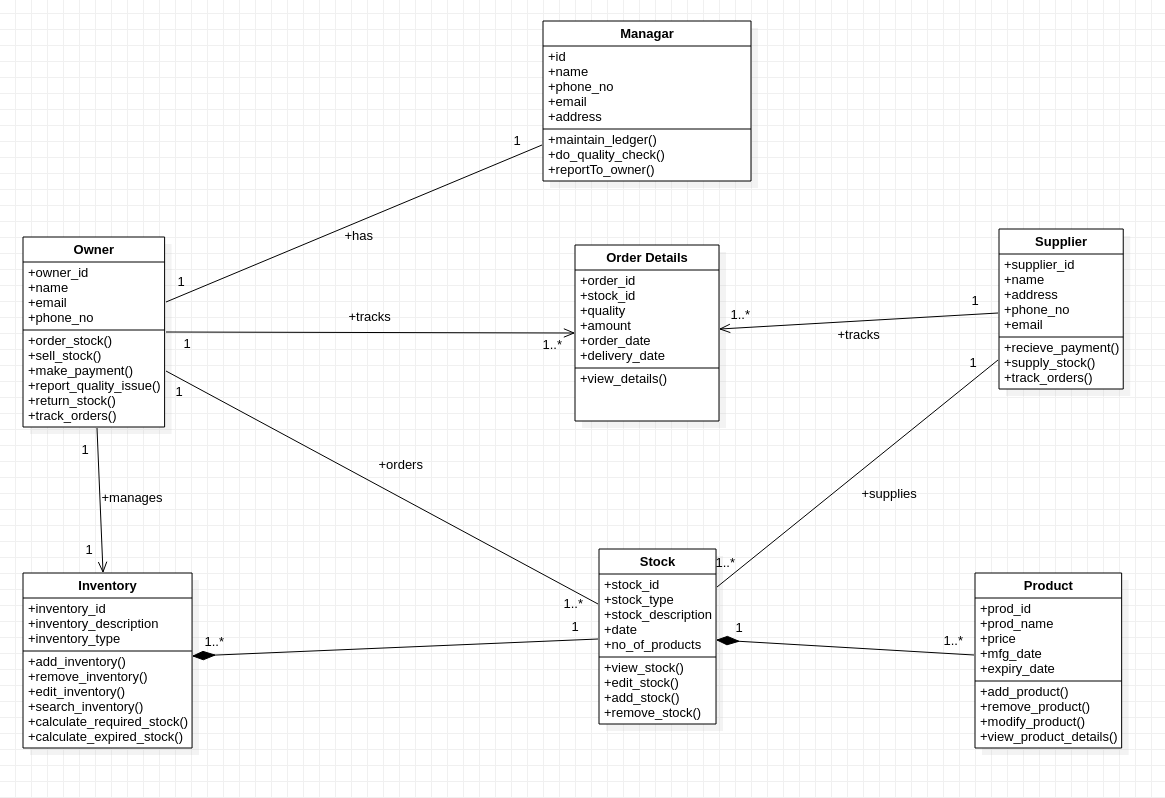 Managar
+id
+name
+phone_no
+email
+address
+maintain_ledger()
+do_quality_check()
+reportTo_owner()
1
+has
1
Owner
+owner_id
+name
+email
+phone_no
+order_stock()
+sell_stock()
+make_payment()
+report_quality_issue()
+return_stock()
+track_orders()
+tracks
1
1..*
Order Details
+order_id
+stock_id
+quality
+amount
+order_date
+delivery_date
+view_details()
Supplier
+supplier_id
+name
+address
+phone_no
+email
+recieve_payment()
+supply_stock()
+track_orders()
1
1..*
+tracks
1
+supplies
1..*
1
+orders
1..*
1
+manages
1
Inventory
+inventory_id
+inventory_description
+inventory_type
+add_inventory()
+remove_inventory()
+edit_inventory()
+search_inventory()
+calculate_required_stock()
+calculate_expired_stock()
1..*
1
Stock
+stock_id
+stock_type
+stock_description
+date
+no_of_products
+view_stock()
+edit_stock()
+add_stock()
+remove_stock()
1
1..*
Product
+prod_id
+prod_name
+price
+mfg_date
+expiry_date
+add_product()
+remove_product()
+modify_product()
+view_product_details()